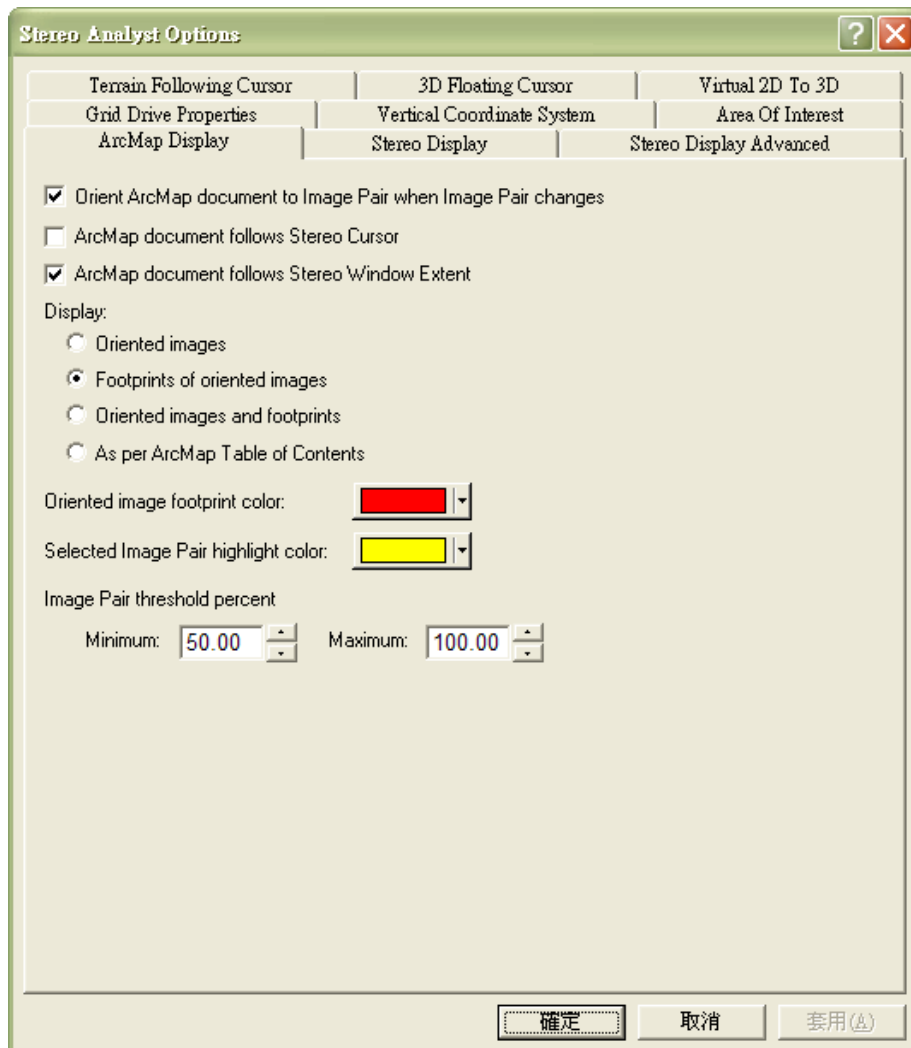 Stereo Analyst Options
Terrain Following Cursor 3D Floating Cursor Virtual 2D To 3D
Grid Drive Properties Vertical Coordinate System Area Of Interest
ArcMap Display Stereo Display Stereo Display Advanced
Orient ArcMap document to Image Pair when Image Pair changes
ArcMap document follows Stereo Cursor
ArcMap document follows Stereo Window Extent
Display:
Oriented images
Footprints of oriented images
Oriented images and footprints
As per ArcMap Table of Contents
Oriented image footprint color:
Selected Image Pair highlight color:
Image Pair threshold percent
Minimum: 50.00 Maximum: 100.00
確定 取消 套用(A)